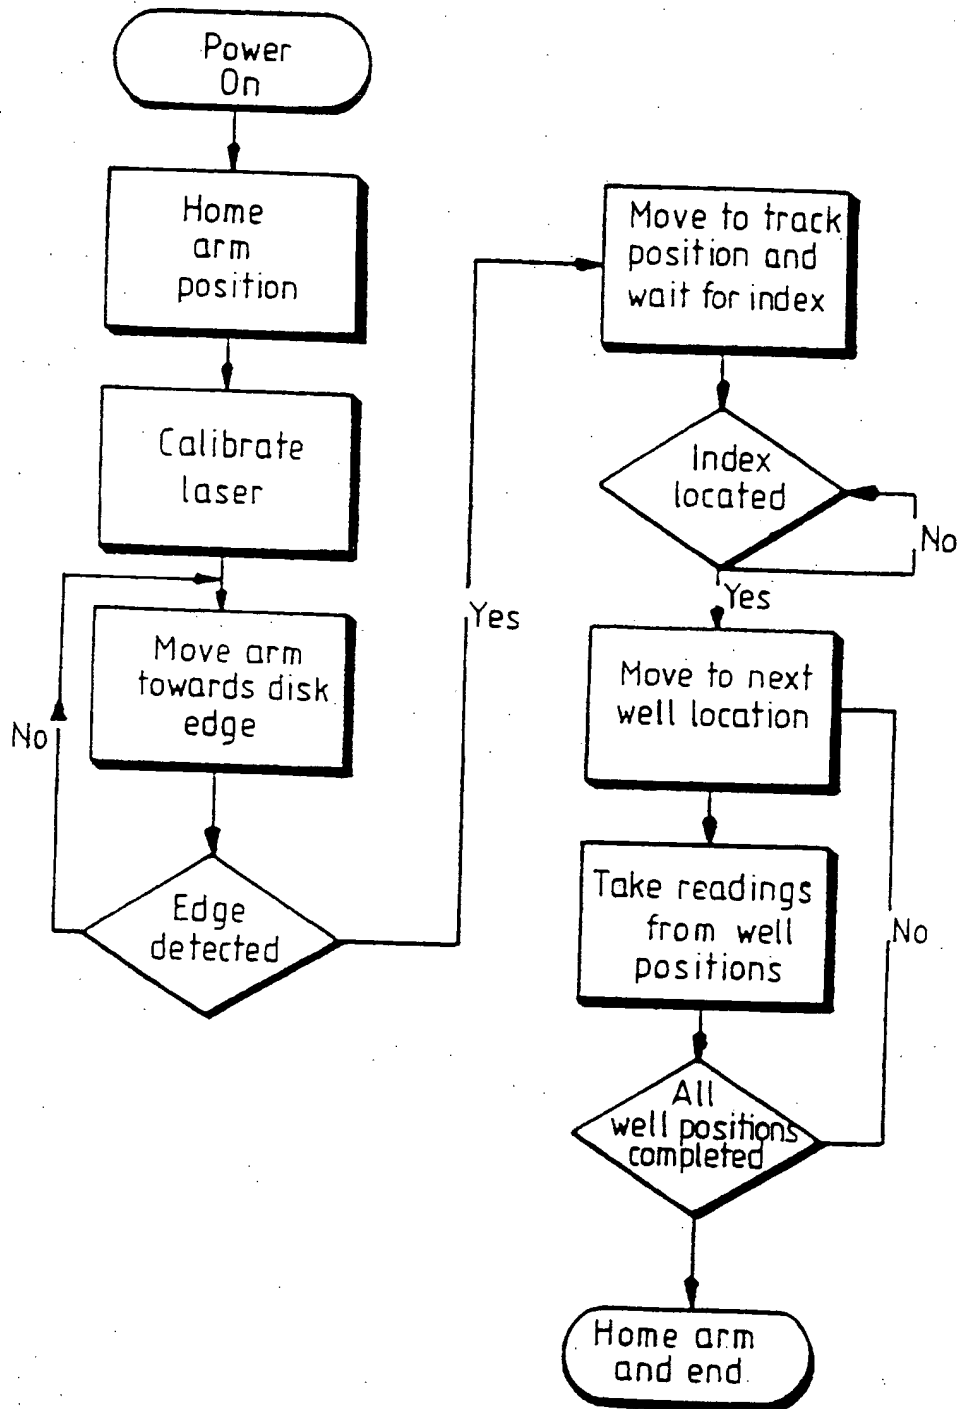 Power
On
Home
arm
position
Calibrate
laser
Move arm
towards disk
edge
No
Edge
detected
Yes
Move to track
position and
wait for index
Index
located
No
Yes
Move to next
well location
Take readings
from well
positions
No
All
well positions
completed
Home arm
and end